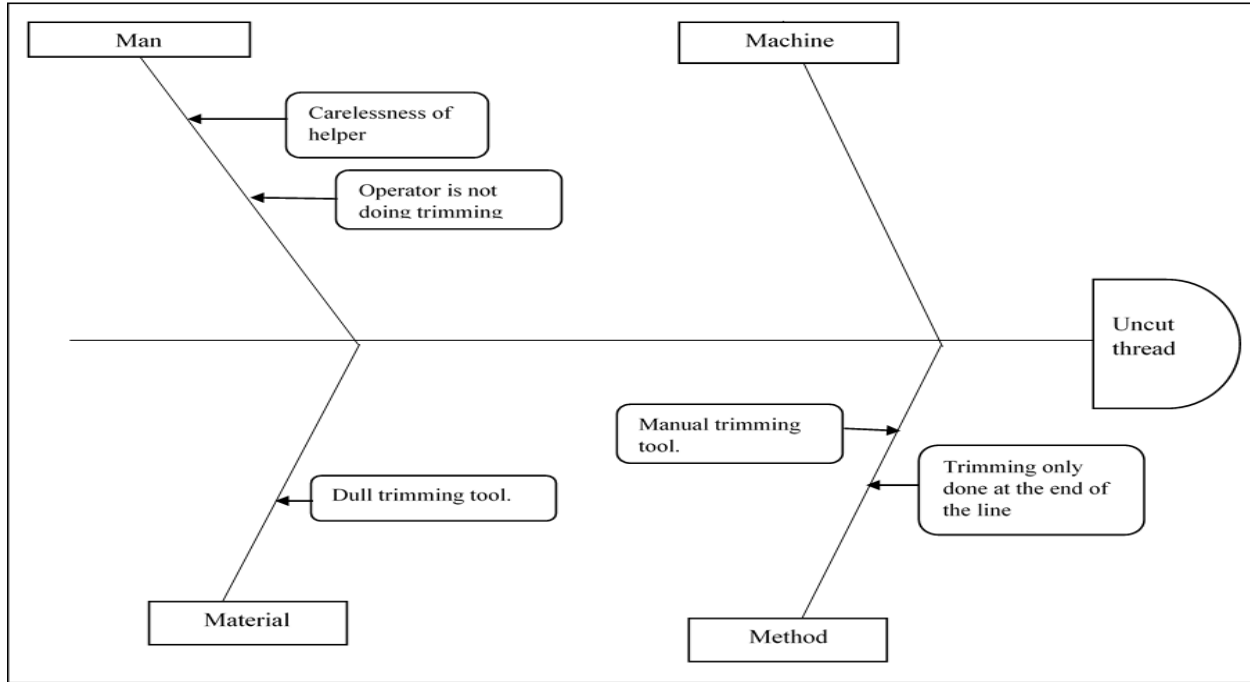 Man
Machine
Carelessness of
helper
Operator is not
doing trimming
Uncut
thread
Manual trimming
tool.
Trimming only
done at the end of
the line
Dull trimming tool.
Material
Method